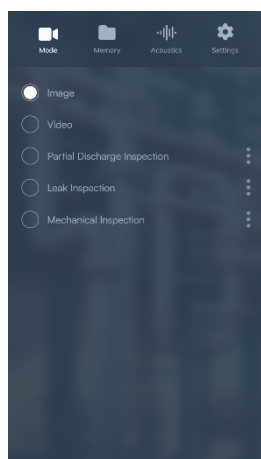 Mode Memory Acoustics Settings
Image
Video
Partial Discharge Inspection
Leak Inspection
Mechanical Inspection